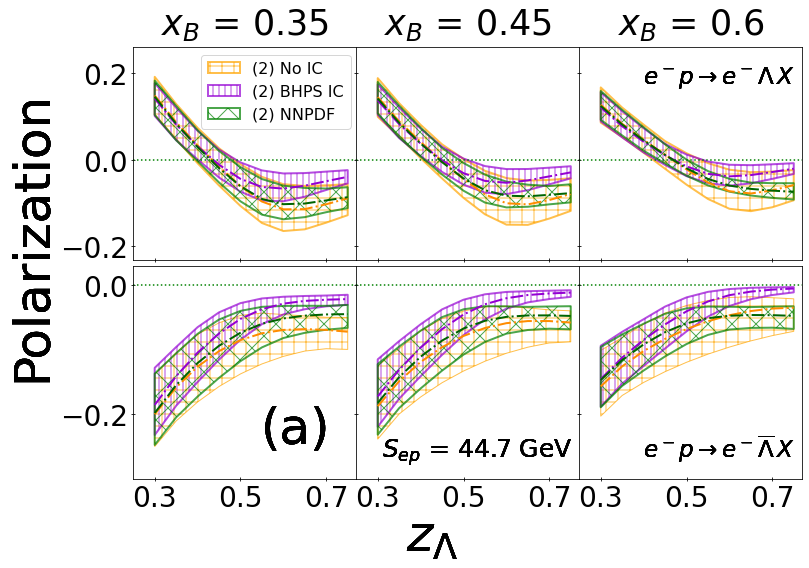 x_B = 0.35 x_B = 0.45 x_B = 0.6
(2) No IC
(2) BHPS IC
(2) NNPDF
e⁻p → e⁻ΛX
0.2
0.0
−0.2
Polarization
0.0
−0.2
(a)
S_ep = 44.7 GeV
e⁻p → e⁻Λ̅X
0.3 0.5 0.7 0.3 0.5 0.7 0.3 0.5 0.7
z_Λ